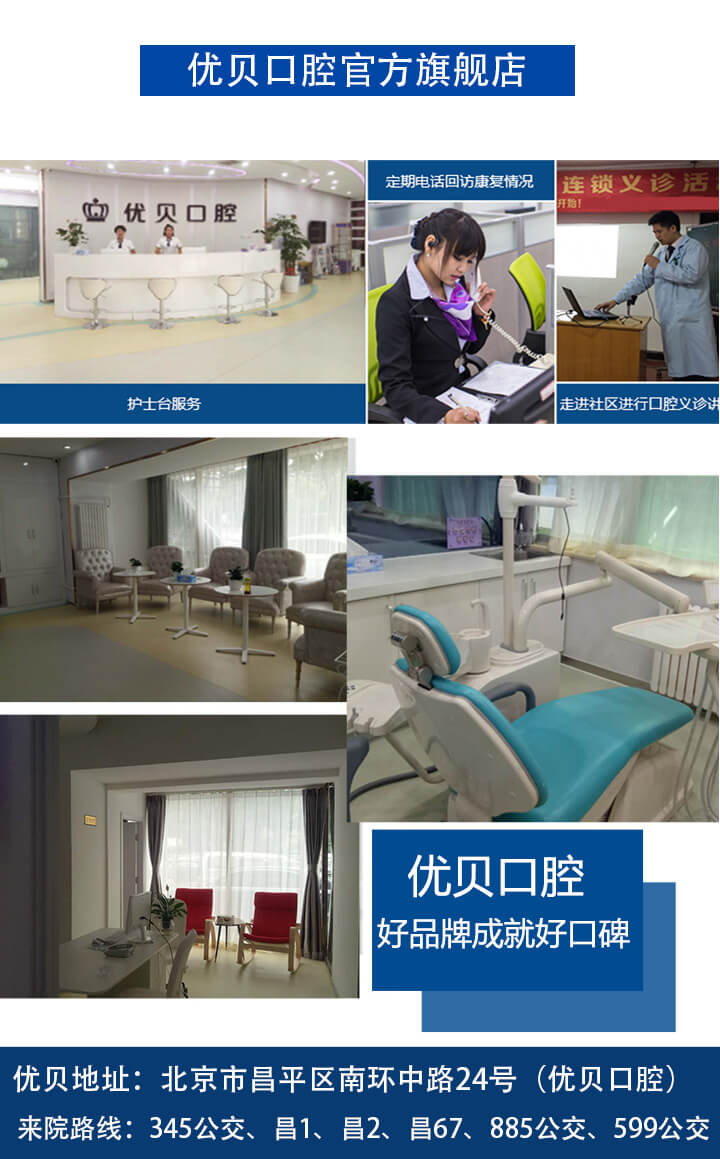 优贝口腔官方旗舰店
优贝口腔
定期电话回访康复情况
连锁义诊活
开始!
护士台服务
走进社区进行口腔义诊讲
优贝口腔
好品牌成就好口碑
优贝地址：北京市昌平区南环中路24号（优贝口腔）
来院路线：345公交、昌1、昌2、昌67、885公交、599公交